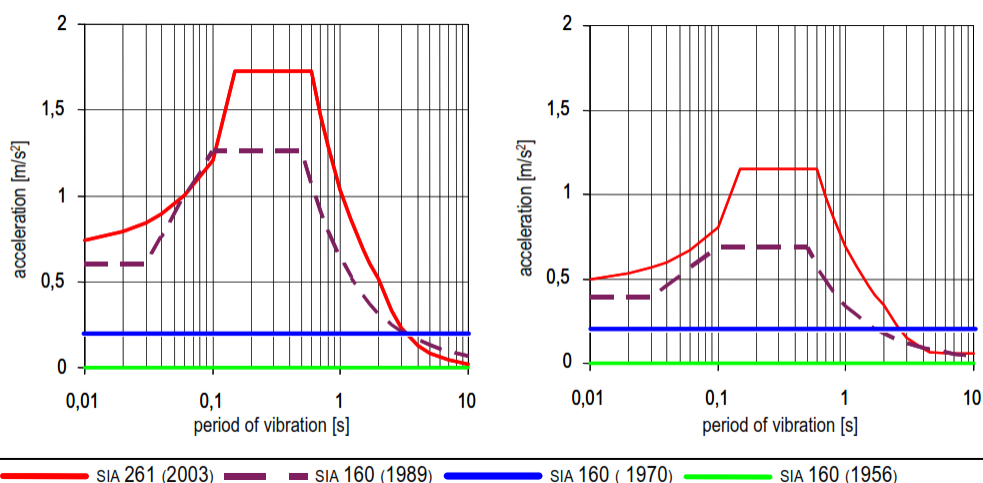 2
1,5
1
0,5
0
acceleration [m/s²]
0,01 0,1 1 10
period of vibration [s]
2
1,5
1
0,5
0
acceleration [m/s²]
0,01 0,1 1 10
period of vibration [s]
SIA 261 (2003) SIA 160 (1989) SIA 160 ( 1970) SIA 160 (1956)